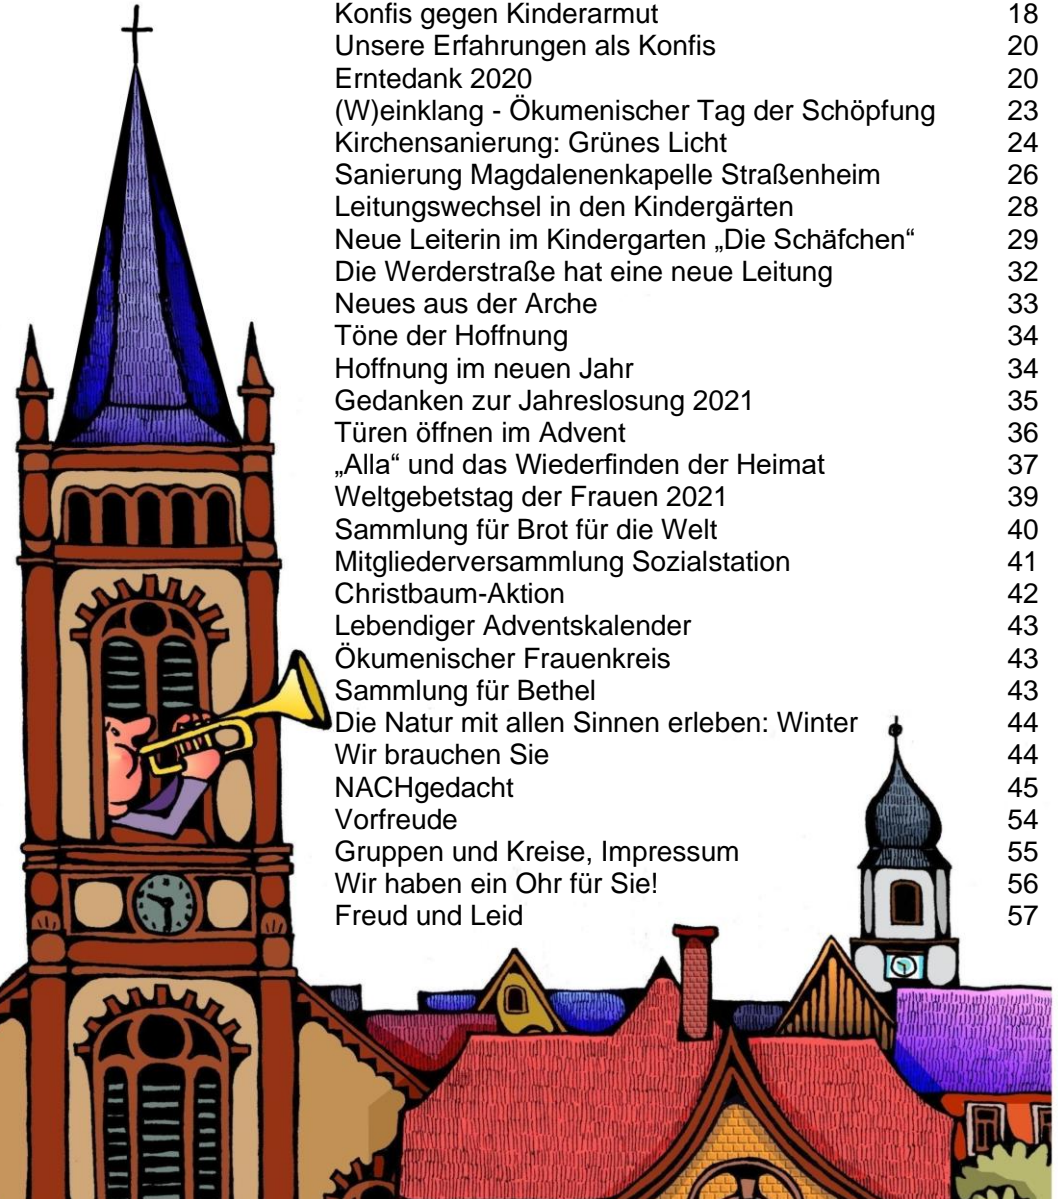 Konfis gegen Kinderarmut 18
Unsere Erfahrungen als Konfis 20
Erntedank 2020 20
(W)einklang - Ökumenischer Tag der Schöpfung 23
Kirchensanierung: Grünes Licht 24
Sanierung Magdalenenkapelle Straßenheim 26
Leitungswechsel in den Kindergärten 28
Neue Leiterin im Kindergarten „Die Schäfchen“ 29
Die Werderstraße hat eine neue Leitung 32
Neues aus der Arche 33
Töne der Hoffnung 34
Hoffnung im neuen Jahr 34
Gedanken zur Jahreslosung 2021 35
Türen öffnen im Advent 36
„Alla“ und das Wiederfinden der Heimat 37
Weltgebetstag der Frauen 2021 39
Sammlung für Brot für die Welt 40
Mitgliederversammlung Sozialstation 41
Christbaum-Aktion 42
Lebendiger Adventskalender 43
Ökumenischer Frauenkreis 43
Sammlung für Bethel 43
Die Natur mit allen Sinnen erleben: Winter 44
Wir brauchen Sie 44
NACHgedacht 45
Vorfreude 54
Gruppen und Kreise, Impressum 55
Wir haben ein Ohr für Sie! 56
Freud und Leid 57